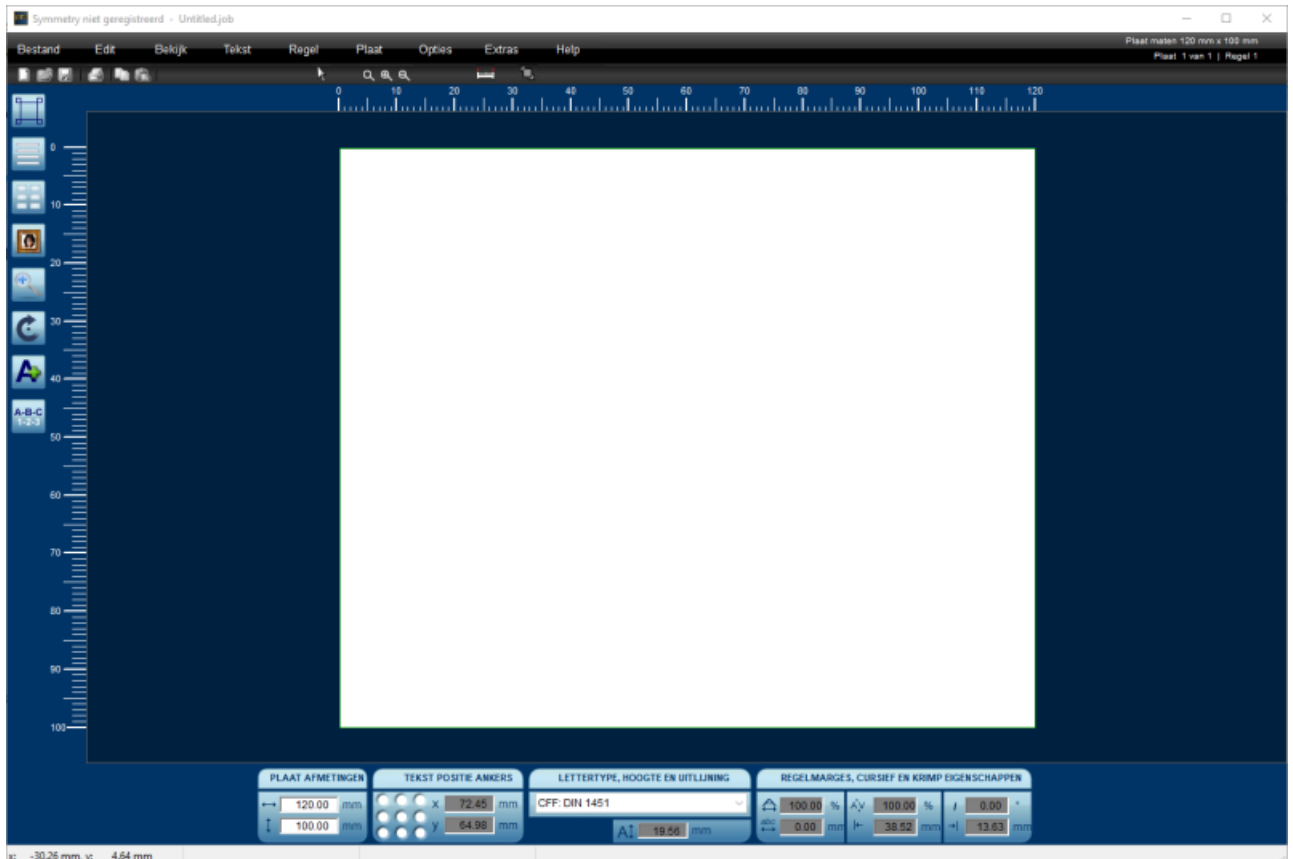 Symmetry niet geregistreerd - Untitled.job
Bestand Edit Bekijk Tekst Regel Plaat Opties Extras Help
Plaat maten 120 mm x 100 mm
Plaat 1 van 1 | Regel 1
0 10 20 30 40 50 60 70 80 90 100 110 120
0
10
20
30
40
A-B-C
1-2-3
50
60
70
80
90
100
PLAAT AFMETINGEN TEKST POSITIE ANKERS LETTERTYPE, HOOGTE EN UITLIJNING REGELMARGES, CURSIEF EN KRIMP EIGENSCHAPPEN
120.00 mm x 72.45 mm CFF: DIN 1451 100.00 % A V 100.00 % I 0.00 °
100.00 mm y 64.98 mm A 19.56 mm abc 0.00 mm 38.52 mm 13.63 mm
x: -30.26 mm, y: 4.64 mm